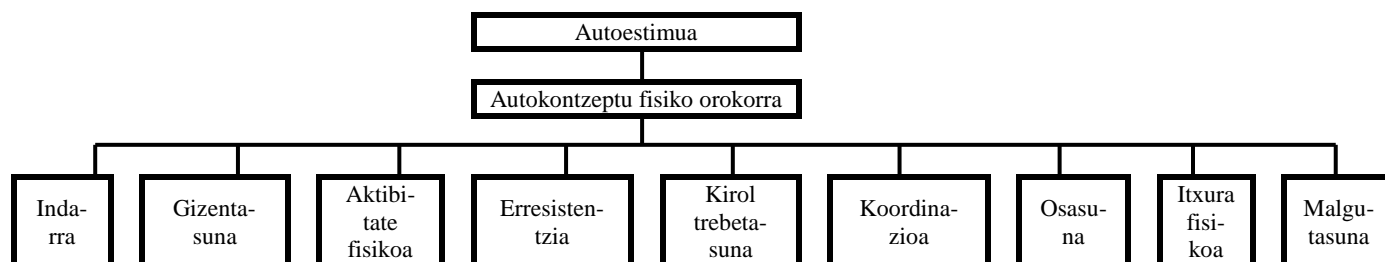 Autoestimua
Autokontzeptu fisiko orokorra
Inda-
rra
Gizenta-
suna
Aktibi-
tate
fisikoa
Erresisten-
tzia
Kirol
trebeta-
suna
Koordina-
zioa
Osasu-
na
Itxura
fisi-
koa
Malgu-
tasuna